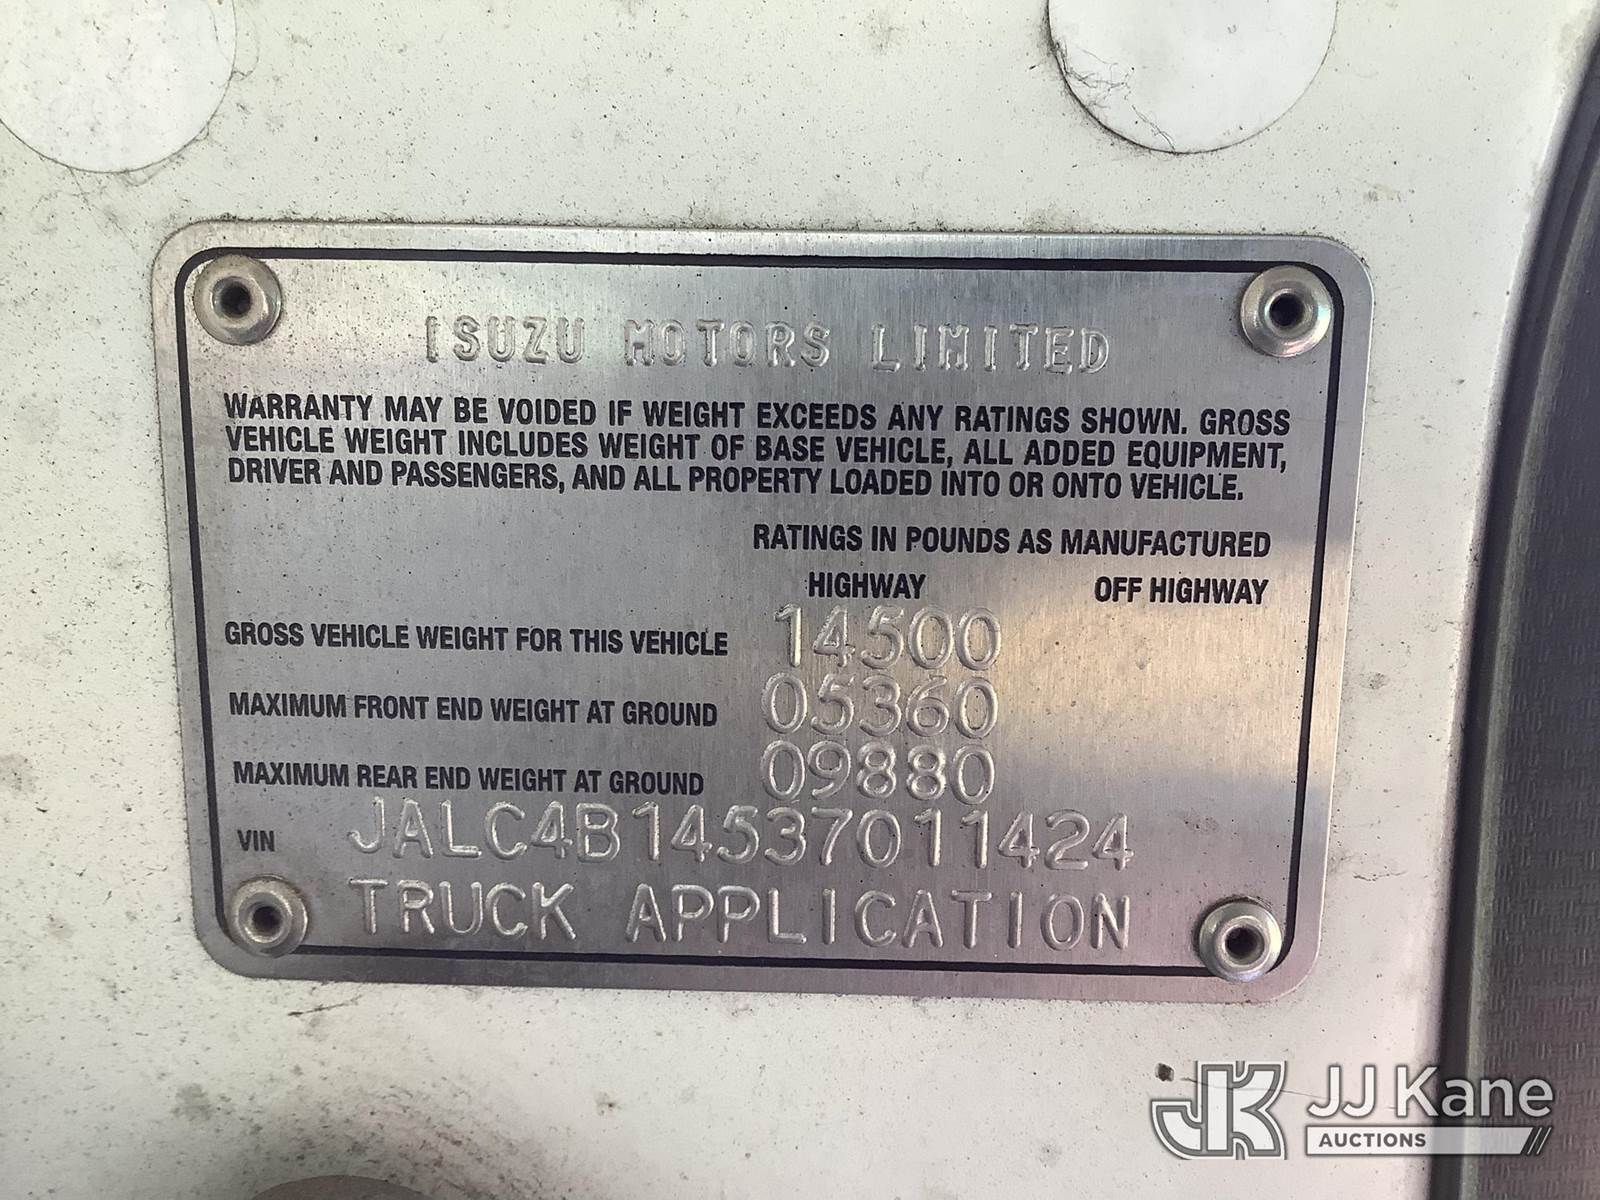 ISUZU MOTORS LIMITED
WARRANTY MAY BE VOIDED IF WEIGHT EXCEEDS ANY RATINGS SHOWN. GROSS
VEHICLE WEIGHT INCLUDES WEIGHT OF BASE VEHICLE, ALL ADDED EQUIPMENT,
DRIVER AND PASSENGERS, AND ALL PROPERTY LOADED INTO OR ONTO VEHICLE.
RATINGS IN POUNDS AS MANUFACTURED
HIGHWAY OFF HIGHWAY
GROSS VEHICLE WEIGHT FOR THIS VEHICLE 14500
MAXIMUM FRONT END WEIGHT AT GROUND 05360
MAXIMUM REAR END WEIGHT AT GROUND 09880
VIN JALC4B14537011424
TRUCK APPLICATION
JK JJ Kane
AUCTIONS